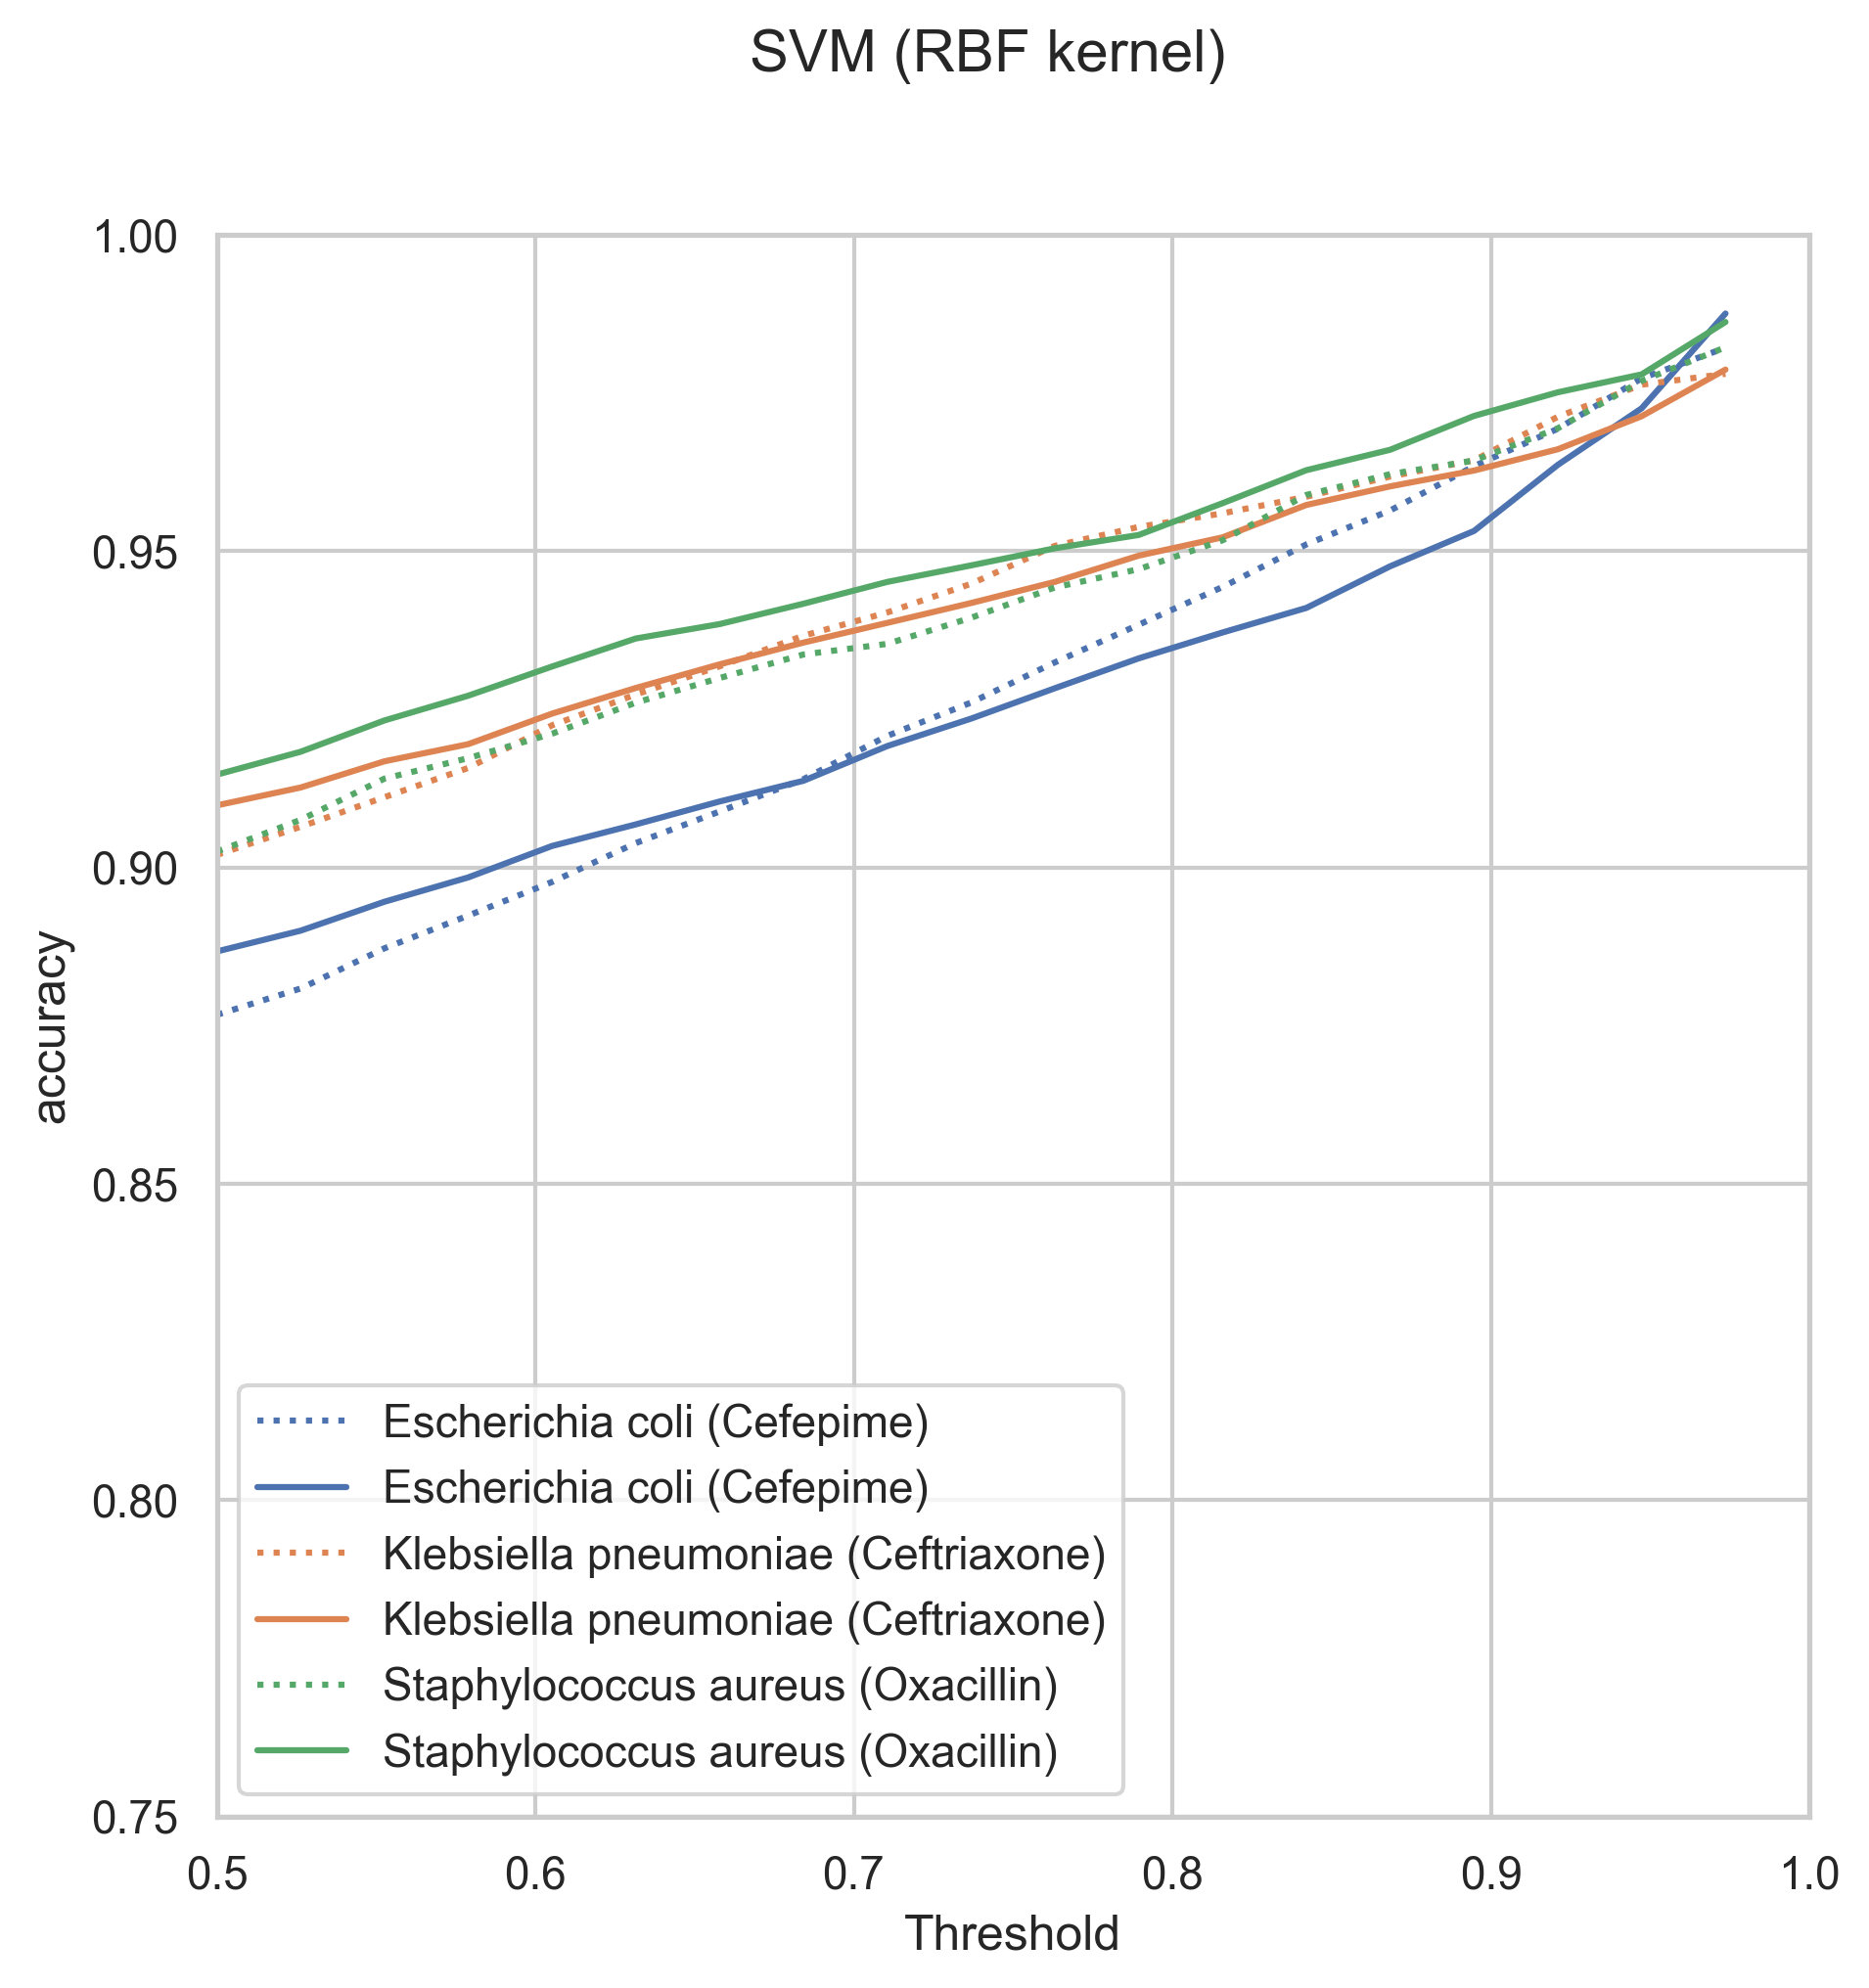 SVM (RBF kernel)
1.00
0.95
0.90
0.85
0.80
0.75
accuracy
Escherichia coli (Cefepime)
Escherichia coli (Cefepime)
Klebsiella pneumoniae (Ceftriaxone)
Klebsiella pneumoniae (Ceftriaxone)
Staphylococcus aureus (Oxacillin)
Staphylococcus aureus (Oxacillin)
0.5 0.6 0.7 0.8 0.9 1.0
Threshold